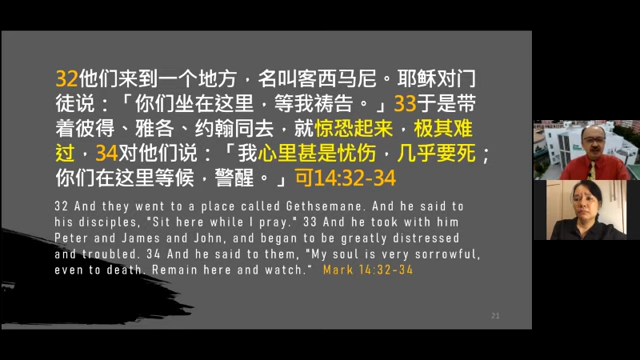 32他们来到一个地方，名叫客西马尼。耶稣对门
徒说：「你们坐在这里，等我祷告。」33于是带
着彼得、雅各、约翰同去，就惊恐起来，极其难
过，34对他们说：「我心里甚是忧伤，几乎要死；
你们在这里等候，警醒。」可14:32-34
32 And they went to a place called Gethsemane. And he said to
his disciples, "Sit here while I pray." 33 And he took with him
Peter and James and John, and began to be greatly distressed
and troubled. 34 And he said to them, "My soul is very sorrowful,
even to death. Remain here and watch." Mark 14:32-34
21